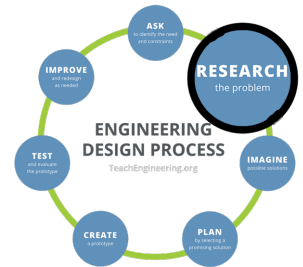 ASK
to identify the need
and constraints
RESEARCH
the problem
IMAGINE
possible solutions
PLAN
by selecting a
promising solution
CREATE
a prototype
TEST
and evaluate
the prototype
IMPROVE
and redesign
as needed
ENGINEERING
DESIGN PROCESS
TeachEngineering.org